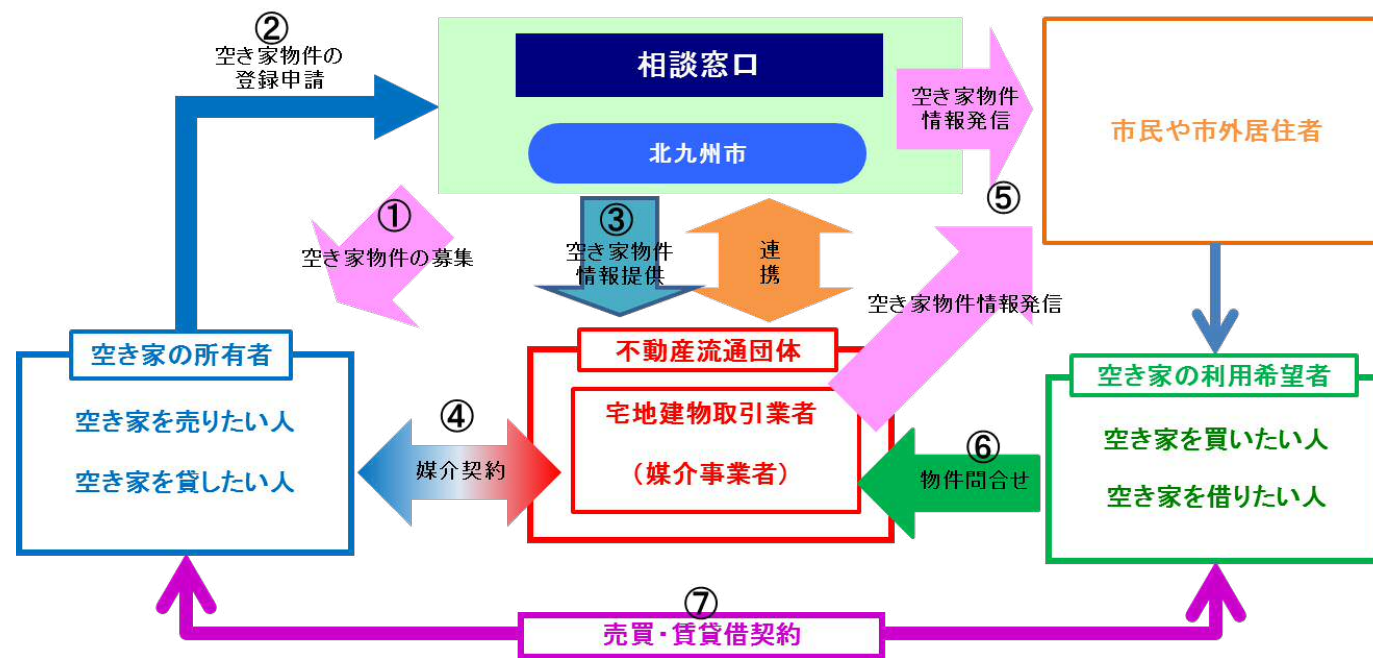 ②
空き家物件の
登録申請
相談窓口
北九州市
空き家物件
情報発信
市民や市外居住者
①
空き家物件の募集
③
空き家物件
情報提供
連
携
⑤
空き家物件情報発信
空き家の所有者
空き家を売りたい人
空き家を貸したい人
④
媒介契約
不動産流通団体
宅地建物取引業者
（媒介事業者）
⑥
物件問合せ
空き家の利用希望者
空き家を買いたい人
空き家を借りたい人
⑦
売買・賃貸借契約